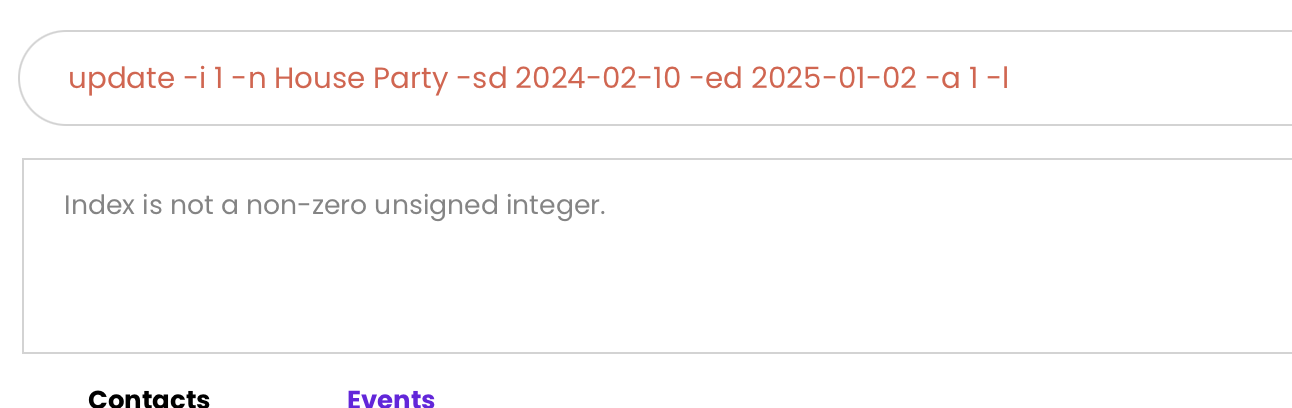 update -i 1 -n House Party -sd 2024-02-10 -ed 2025-01-02 -a 1 -l
Index is not a non-zero unsigned integer.
Contacts Events